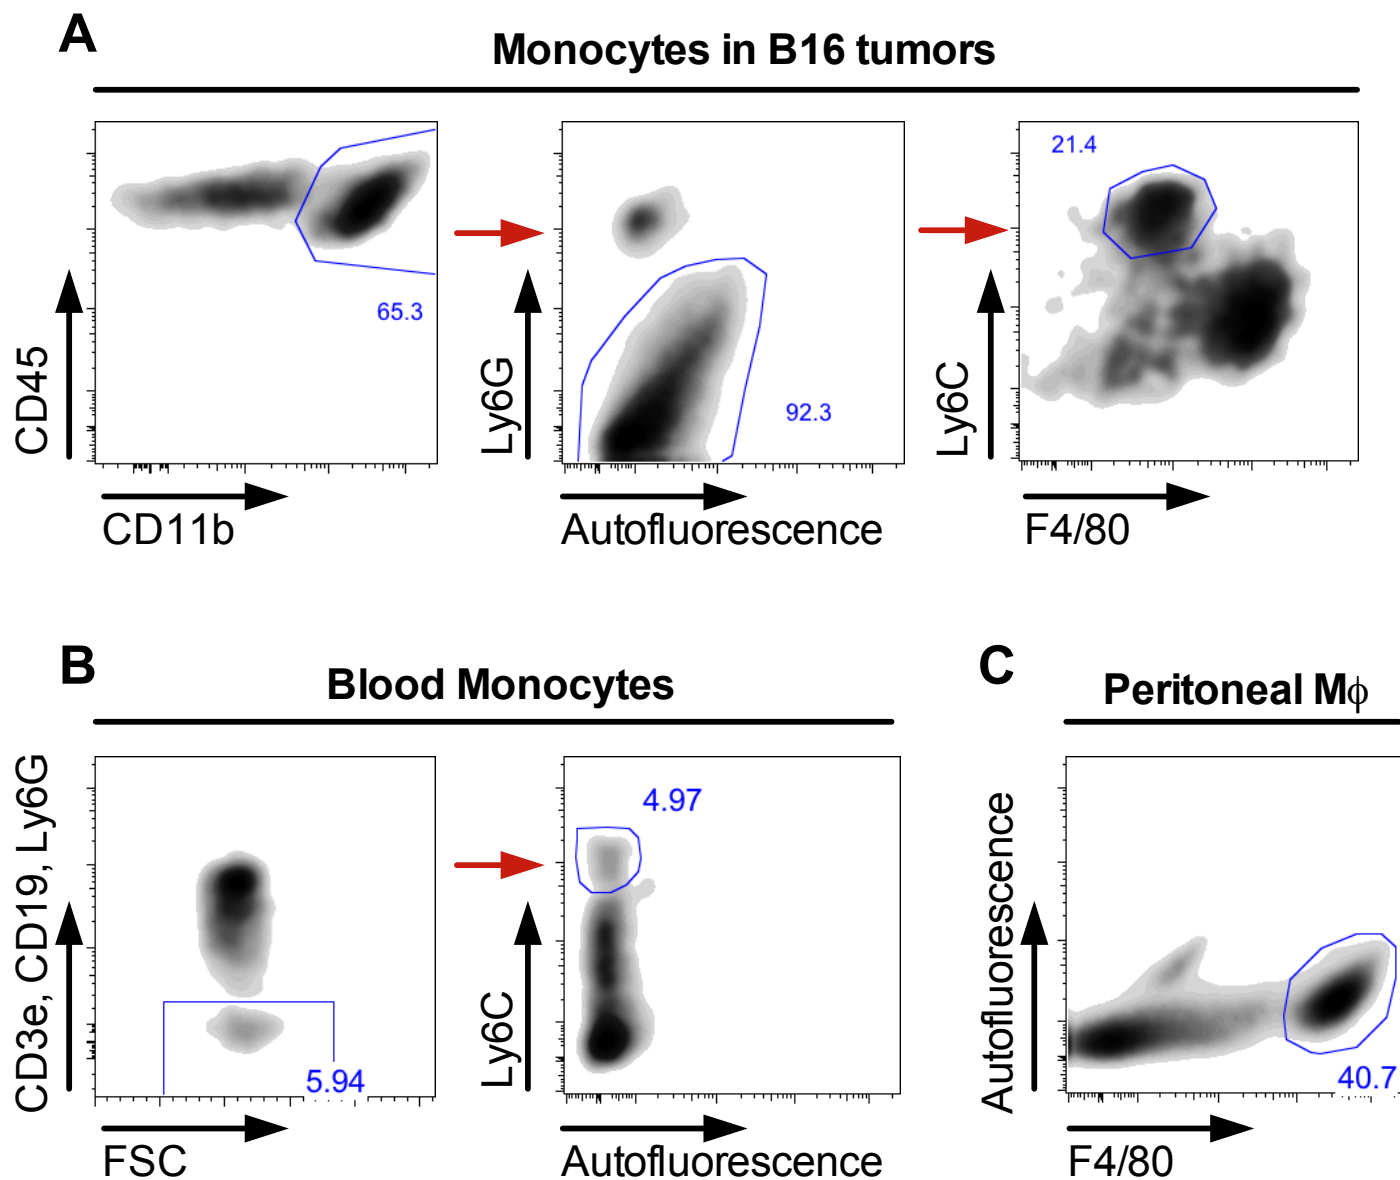 A
Monocytes in B16 tumors
CD45
65.3
CD11b
Ly6G
92.3
Autofluorescence
Ly6C
21.4
F4/80
B
Blood Monocytes
CD3e, CD19, Ly6G
5.94
FSC
Ly6C
4.97
Autofluorescence
C
Peritoneal Mϕ
Autofluorescence
40.7
F4/80